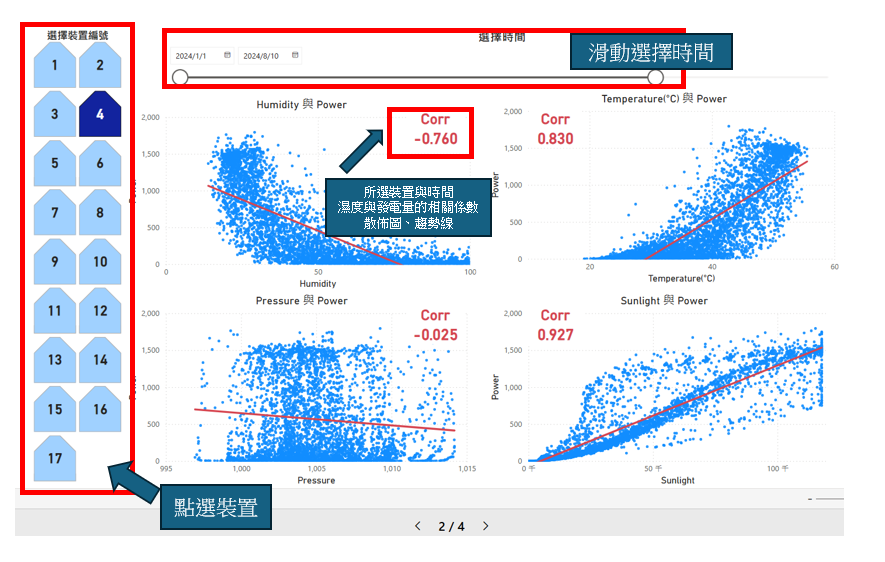 選擇裝置編號
1 2
3 4
5 6
7 8
9 10
11 12
13 14
15 16
17
點選裝置
選擇時間
2024/1/1 2024/8/10
滑動選擇時間
Humidity 與 Power
Corr
-0.760
2,000
1,500
1,000
500
0
0 50 100
Humidity
所選裝置與時間
濕度與發電量的相關係數
散佈圖、趨勢線
Temperature(°C) 與 Power
Corr
0.830
Power
2,000
1,500
1,000
500
0
20 40 60
Temperature(°C)
Pressure 與 Power
Corr
-0.025
2,000
1,500
1,000
500
0
995 1,000 1,005 1,010 1,015
Pressure
Sunlight 與 Power
Corr
0.927
Power
2,000
1,500
1,000
500
0
0 千 50 千 100 千
Sunlight
2 / 4